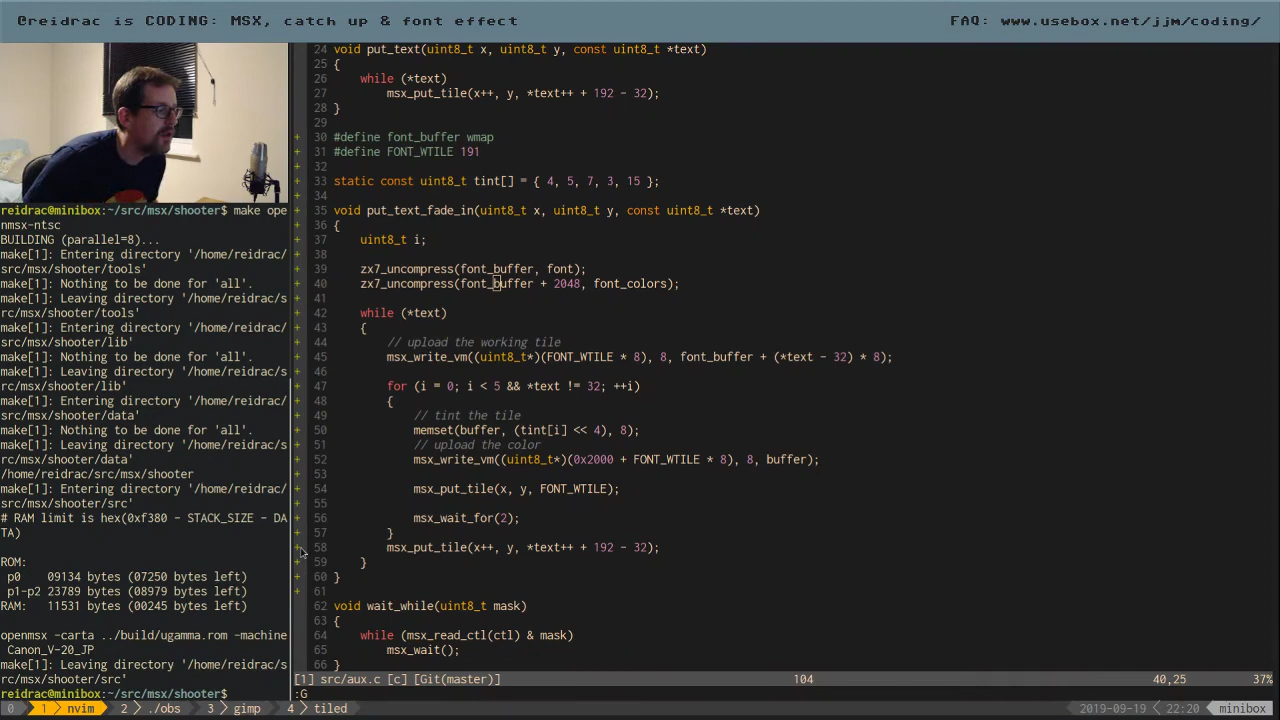 @reidrac is CODING: MSX, catch up & font effect
FAQ: www.usebox.net/jjm/coding/
reidrac@minibox:~/src/msx/shooter$ make ope
nmsx-ntsc
BUILDING (parallel=8)...
make[1]: Entering directory '/home/reidrac/
src/msx/shooter/tools'
make[1]: Nothing to be done for 'all'.
make[1]: Leaving directory '/home/reidrac/s
rc/msx/shooter/tools'
make[1]: Entering directory '/home/reidrac/
src/msx/shooter/lib'
make[1]: Nothing to be done for 'all'.
make[1]: Leaving directory '/home/reidrac/s
rc/msx/shooter/lib'
make[1]: Entering directory '/home/reidrac/
src/msx/shooter/data'
make[1]: Nothing to be done for 'all'.
make[1]: Leaving directory '/home/reidrac/s
rc/msx/shooter/data'
/home/reidrac/src/msx/shooter
make[1]: Entering directory '/home/reidrac/
src/msx/shooter/src'
# RAM limit is hex(0xf380 - STACK_SIZE - DA
TA)
ROM:
p0 09134 bytes (07250 bytes left)
p1-p2 23789 bytes (08979 bytes left)
RAM: 11531 bytes (00245 bytes left)
openmsx -carta ../build/ugamma.rom -machine
Canon_V-20_JP
make[1]: Leaving directory '/home/reidrac/s
rc/msx/shooter/src'
reidrac@minibox:~/src/msx/shooter$
24 void put_text(uint8_t x, uint8_t y, const uint8_t *text)
25 {
26     while (*text)
27         msx_put_tile(x++, y, *text++ + 192 - 32);
28 }
29
+ 30 #define font_buffer wmap
+ 31 #define FONT_WTILE 191
+ 32
+ 33 static const uint8_t tint[] = { 4, 5, 7, 3, 15 };
+ 34
+ 35 void put_text_fade_in(uint8_t x, uint8_t y, const uint8_t *text)
+ 36 {
+ 37     uint8_t i;
+ 38
+ 39     zx7_uncompress(font_buffer, font);
+ 40     zx7_uncompress(font_buffer + 2048, font_colors);
+ 41
+ 42     while (*text)
+ 43     {
+ 44         // upload the working tile
+ 45         msx_write_vm((uint8_t*)(FONT_WTILE * 8), 8, font_buffer + (*text - 32) * 8);
+ 46
+ 47         for (i = 0; i < 5 && *text != 32; ++i)
+ 48         {
+ 49             // tint the tile
+ 50             memset(buffer, (tint[i] << 4), 8);
+ 51             // upload the color
+ 52             msx_write_vm((uint8_t*)(0x2000 + FONT_WTILE * 8), 8, buffer);
+ 53
+ 54             msx_put_tile(x, y, FONT_WTILE);
+ 55
+ 56             msx_wait_for(2);
+ 57         }
+ 58         msx_put_tile(x++, y, *text++ + 192 - 32);
+ 59     }
+ 60 }
+ 61
62 void wait_while(uint8_t mask)
63 {
64     while (msx_read_ctl(ctl) & mask)
65         msx_wait();
66 }
[1] src/aux.c [c] [Git(master)] 104 40,25 37%
:G
1 nvim 2 ./obs 3 gimp 4 tiled 2019-09-19 22:20 minibox